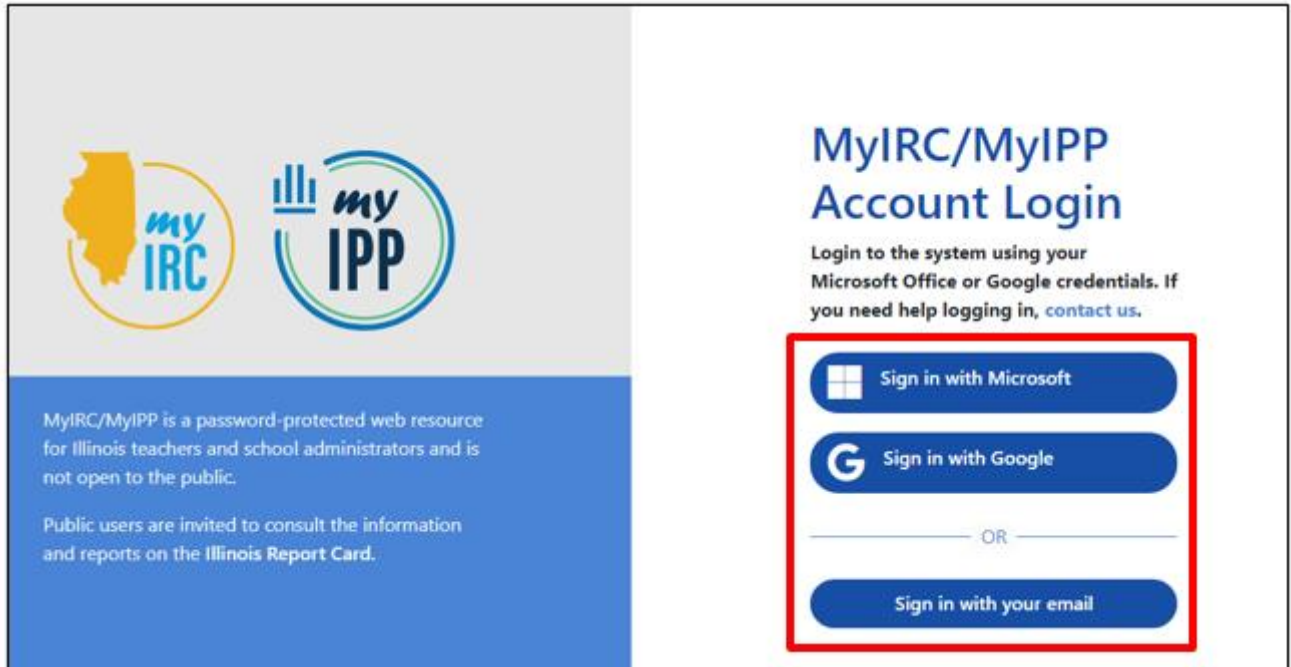 my
IRC
my
IPP
MyIRC/MyIPP is a password-protected web resource
for Illinois teachers and school administrators and is
not open to the public.
Public users are invited to consult the information
and reports on the Illinois Report Card.
MyIRC/MyIPP
Account Login
Login to the system using your
Microsoft Office or Google credentials. If
you need help logging in, contact us.
Sign in with Microsoft
G Sign in with Google
OR
Sign in with your email